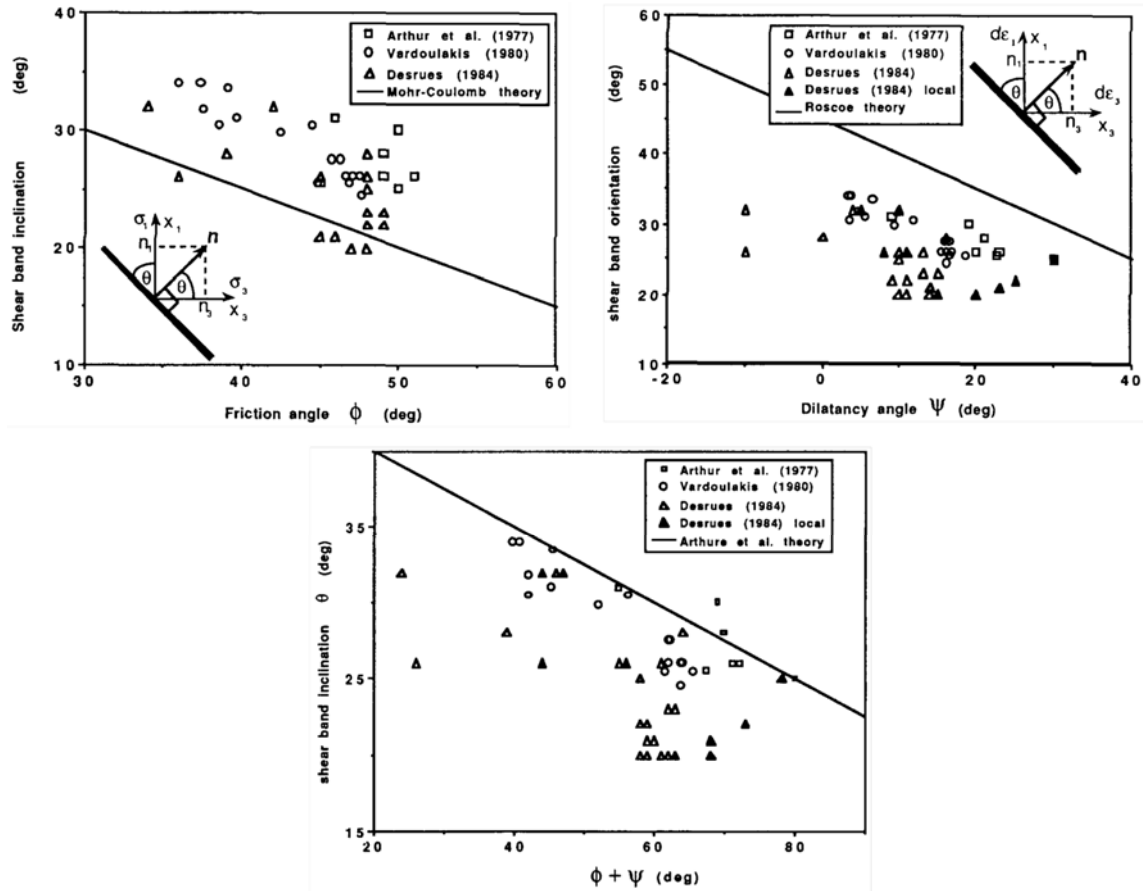 40
30
20
10
30
40
50
60
Shear band inclination (deg)
Friction angle ϕ (deg)
Arthur et al. (1977)
Vardoulakis (1980)
Desrues (1984)
Mohr-Coulomb theory
σ₁
x₁
n₁
n
θ
θ
σ₃
n₃
x₃
60
50
40
30
20
10
-20
0
20
40
shear band orientation (deg)
Dilatancy angle Ψ (deg)
Arthur et al. (1977)
Vardoulakis (1980)
Desrues (1984)
Desrues (1984) local
Roscoe theory
dε₁
x₁
n₁
n
θ
θ
dε₃
n₃
x₃
35
25
15
20
40
60
80
shear band inclination θ (deg)
ϕ + Ψ (deg)
Arthur et al. (1977)
Vardoulakis (1980)
Desrues (1984)
Desrues (1984) local
Arthure et al. theory